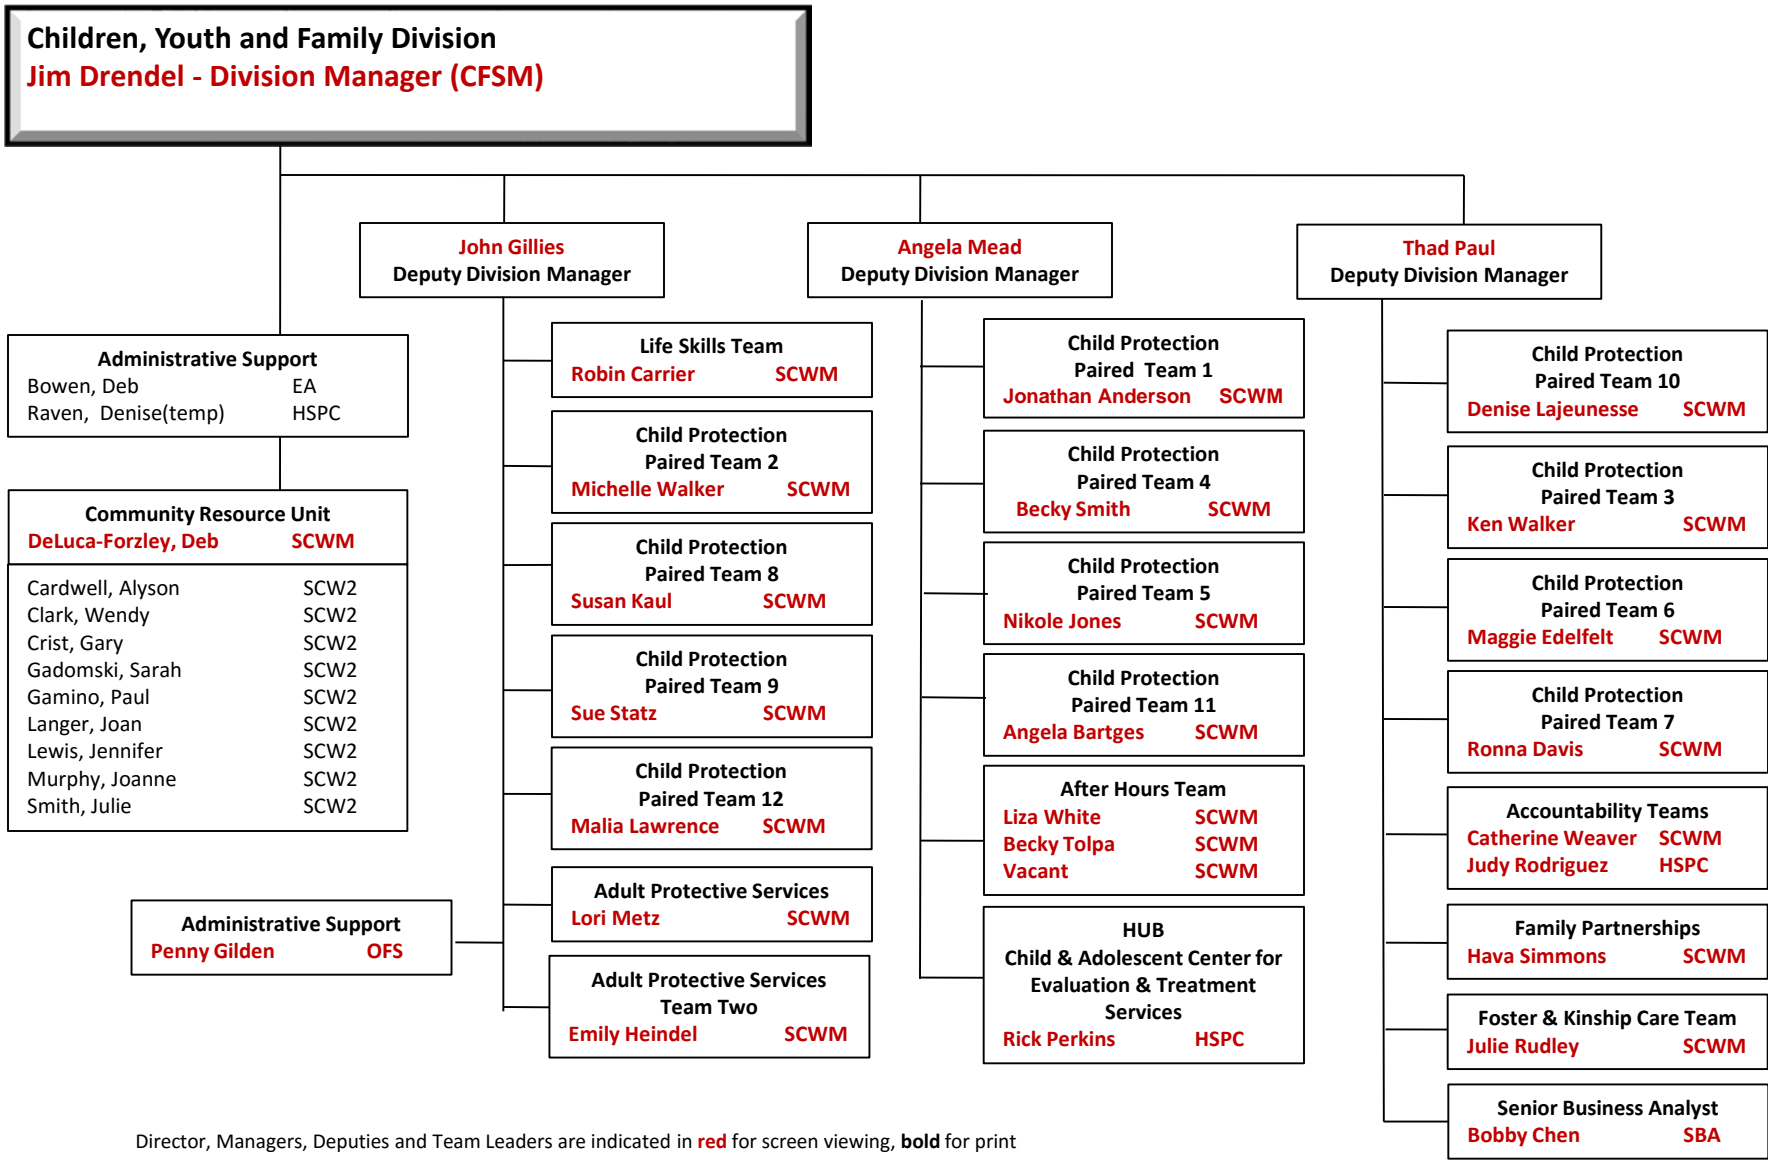 Children, Youth and Family Division
Jim Drendel - Division Manager (CFSM)
John Gillies
Deputy Division Manager
Angela Mead
Deputy Division Manager
Thad Paul
Deputy Division Manager
Administrative Support
Bowen, Deb EA
Raven, Denise(temp) HSPC
Community Resource Unit
DeLuca-Forzley, Deb SCWM
Cardwell, Alyson SCW2
Clark, Wendy SCW2
Crist, Gary SCW2
Gadomski, Sarah SCW2
Gamino, Paul SCW2
Langer, Joan SCW2
Lewis, Jennifer SCW2
Murphy, Joanne SCW2
Smith, Julie SCW2
Administrative Support
Penny Gilden OFS
Life Skills Team
Robin Carrier SCWM
Child Protection
Paired Team 2
Michelle Walker SCWM
Child Protection
Paired Team 8
Susan Kaul SCWM
Child Protection
Paired Team 9
Sue Statz SCWM
Child Protection
Paired Team 12
Malia Lawrence SCWM
Adult Protective Services
Lori Metz SCWM
Adult Protective Services
Team Two
Emily Heindel SCWM
Child Protection
Paired Team 1
Jonathan Anderson SCWM
Child Protection
Paired Team 4
Becky Smith SCWM
Child Protection
Paired Team 5
Nikole Jones SCWM
Child Protection
Paired Team 11
Angela Bartges SCWM
After Hours Team
Liza White SCWM
Becky Tolpa SCWM
Vacant SCWM
HUB
Child & Adolescent Center for
Evaluation & Treatment
Services
Rick Perkins HSPC
Child Protection
Paired Team 10
Denise Lajeunesse SCWM
Child Protection
Paired Team 3
Ken Walker SCWM
Child Protection
Paired Team 6
Maggie Edelfelt SCWM
Child Protection
Paired Team 7
Ronna Davis SCWM
Accountability Teams
Catherine Weaver SCWM
Judy Rodriguez HSPC
Family Partnerships
Hava Simmons SCWM
Foster & Kinship Care Team
Julie Rudley SCWM
Senior Business Analyst
Bobby Chen SBA
Director, Managers, Deputies and Team Leaders are indicated in red for screen viewing, bold for print